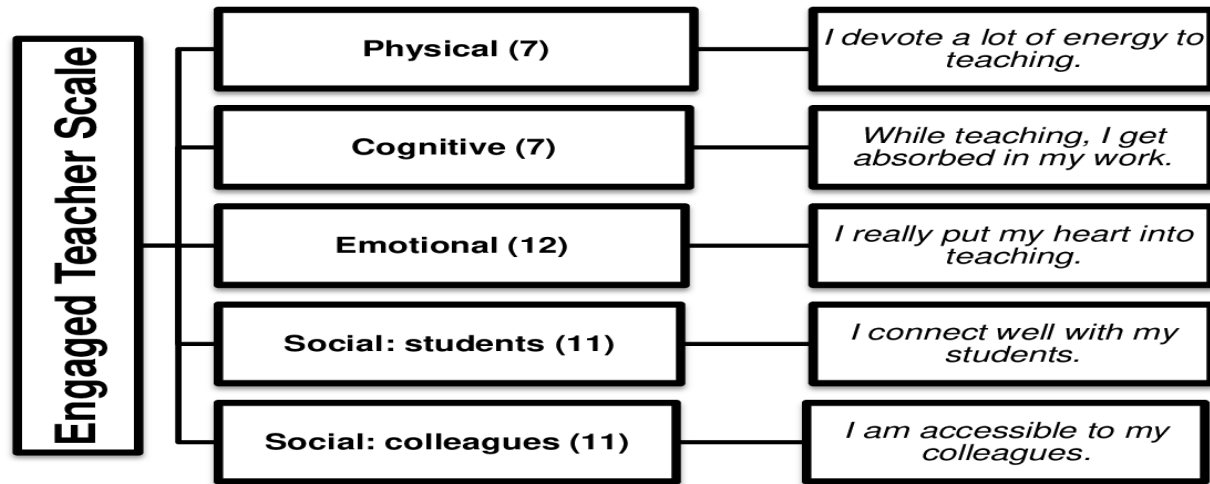 Engaged Teacher Scale
Physical (7)
I devote a lot of energy to
teaching.
Cognitive (7)
While teaching, I get
absorbed in my work.
Emotional (12)
I really put my heart into
teaching.
Social: students (11)
I connect well with my
students.
Social: colleagues (11)
I am accessible to my
colleagues.